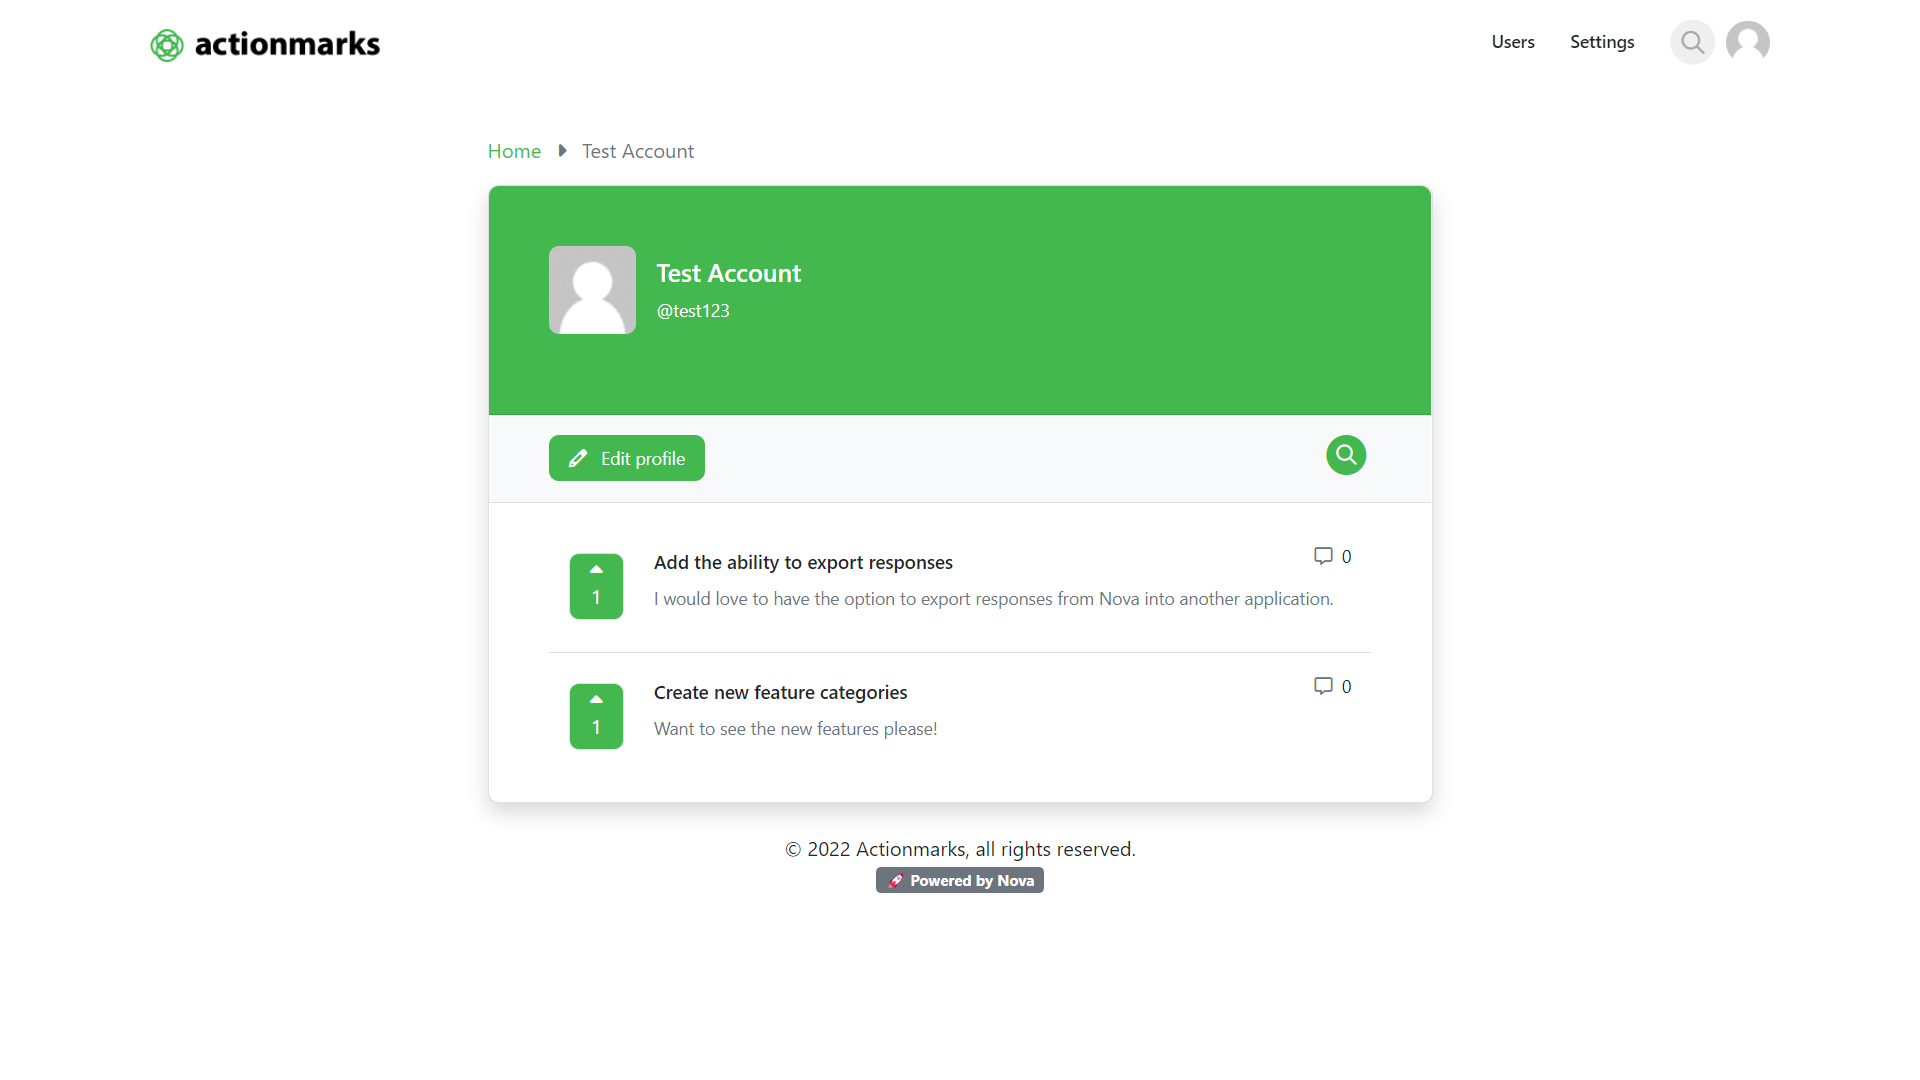 actionmarks
Users
Settings
Home
Test Account
Test Account
@test123
Edit profile
Add the ability to export responses
0
1
I would love to have the option to export responses from Nova into another application.
Create new feature categories
0
1
Want to see the new features please!
© 2022 Actionmarks, all rights reserved.
Powered by Nova